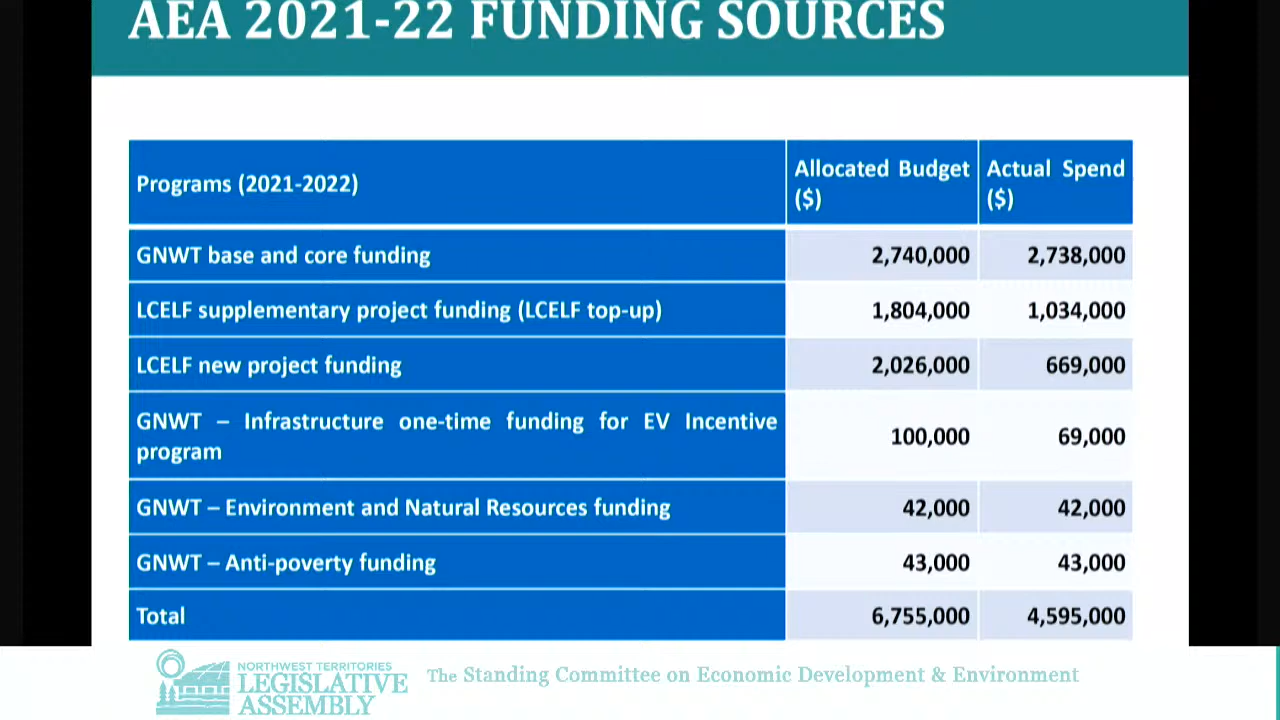 AEA 2021-22 FUNDING SOURCES
Programs (2021-2022)
Allocated Budget ($)
Actual Spend ($)
GNWT base and core funding 2,740,000 2,738,000
LCELF supplementary project funding (LCELF top-up) 1,804,000 1,034,000
LCELF new project funding 2,026,000 669,000
GNWT – Infrastructure one-time funding for EV Incentive
program 100,000 69,000
GNWT – Environment and Natural Resources funding 42,000 42,000
GNWT – Anti-poverty funding 43,000 43,000
Total 6,755,000 4,595,000
NORTHWEST TERRITORIES
LEGISLATIVE
ASSEMBLY
The Standing Committee on Economic Development & Environment